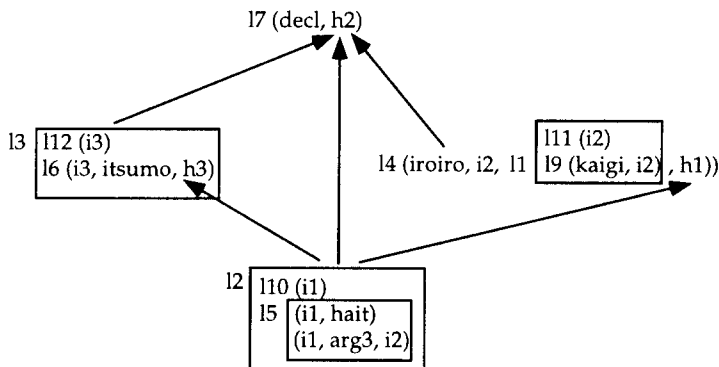 l7 (decl, h2)
l3
l12 (i3)
l6 (i3, itsumo, h3)
l4 (iroiro, i2, l1
l11 (i2)
l9 (kaigi, i2) , h1))
l2
l10 (i1)
l5
(i1, hait)
(i1, arg3, i2)